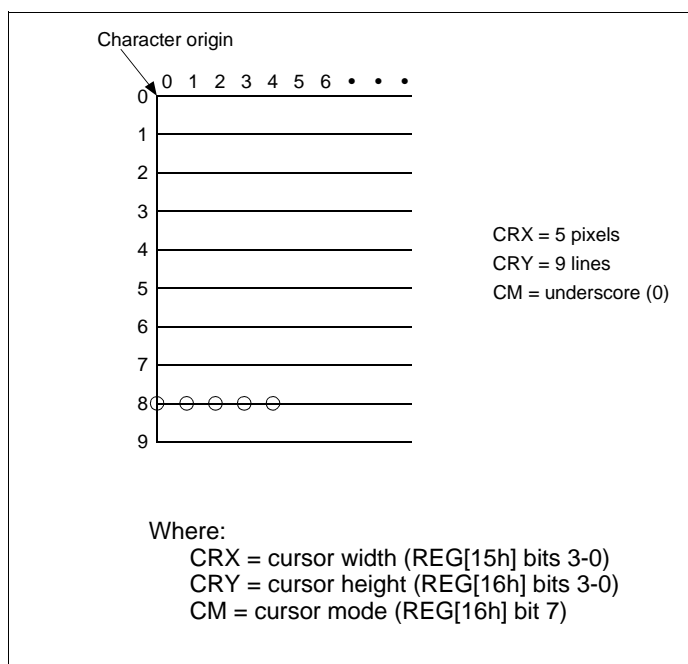 Character origin
0 1 2 3 4 5 6 • • •
0
1
2
3
4
5
6
7
8
9
CRX = 5 pixels
CRY = 9 lines
CM = underscore (0)
Where:
CRX = cursor width (REG[15h] bits 3-0)
CRY = cursor height (REG[16h] bits 3-0)
CM = cursor mode (REG[16h] bit 7)